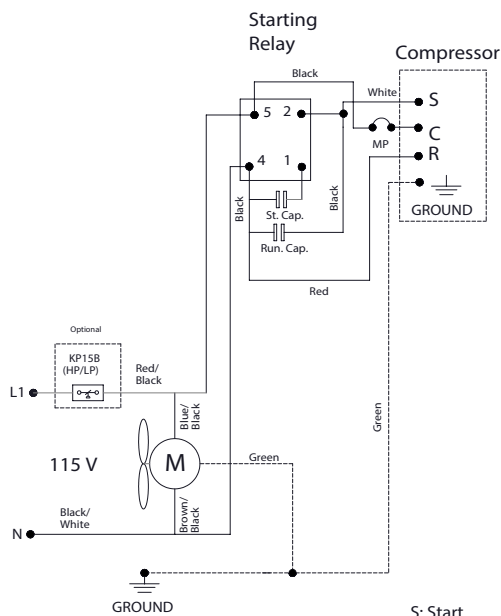 Starting
Relay
Compressor
Black
White
5
2
S
C
MP
R
4
1
Black
St. Cap.
Black
GROUND
Run. Cap.
Red
Optional
KP15B
(HP/LP)
Red/
Black
L1
Blue/
Black
Green
115 V
M
Green
Black/
White
Brown/
Black
N
GROUND
S: Start